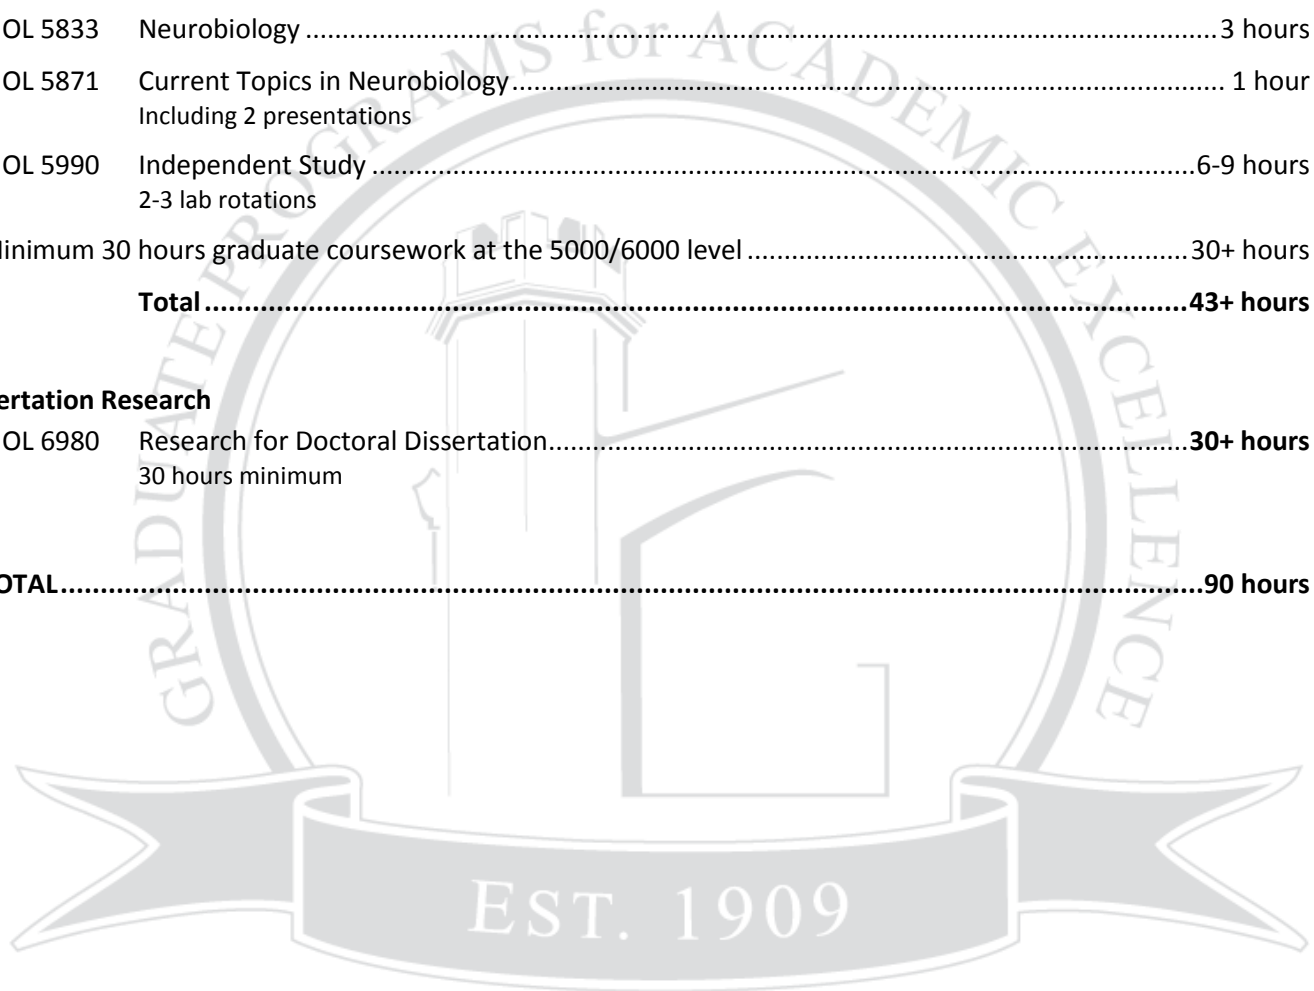 OL 5833 Neurobiology ........ 3 hours
OL 5871 Current Topics in Neurobiology ........ 1 hour
Including 2 presentations
OL 5990 Independent Study ........ 6-9 hours
2-3 lab rotations
inimum 30 hours graduate coursework at the 5000/6000 level ........ 30+ hours
Total ........ 43+ hours
ertation Research
OL 6980 Research for Doctoral Dissertation ........ 30+ hours
30 hours minimum
OTAL ........ 90 hours
GRADUATE PROGRAMS for ACADEMIC EXCELLENCE
EST. 1909